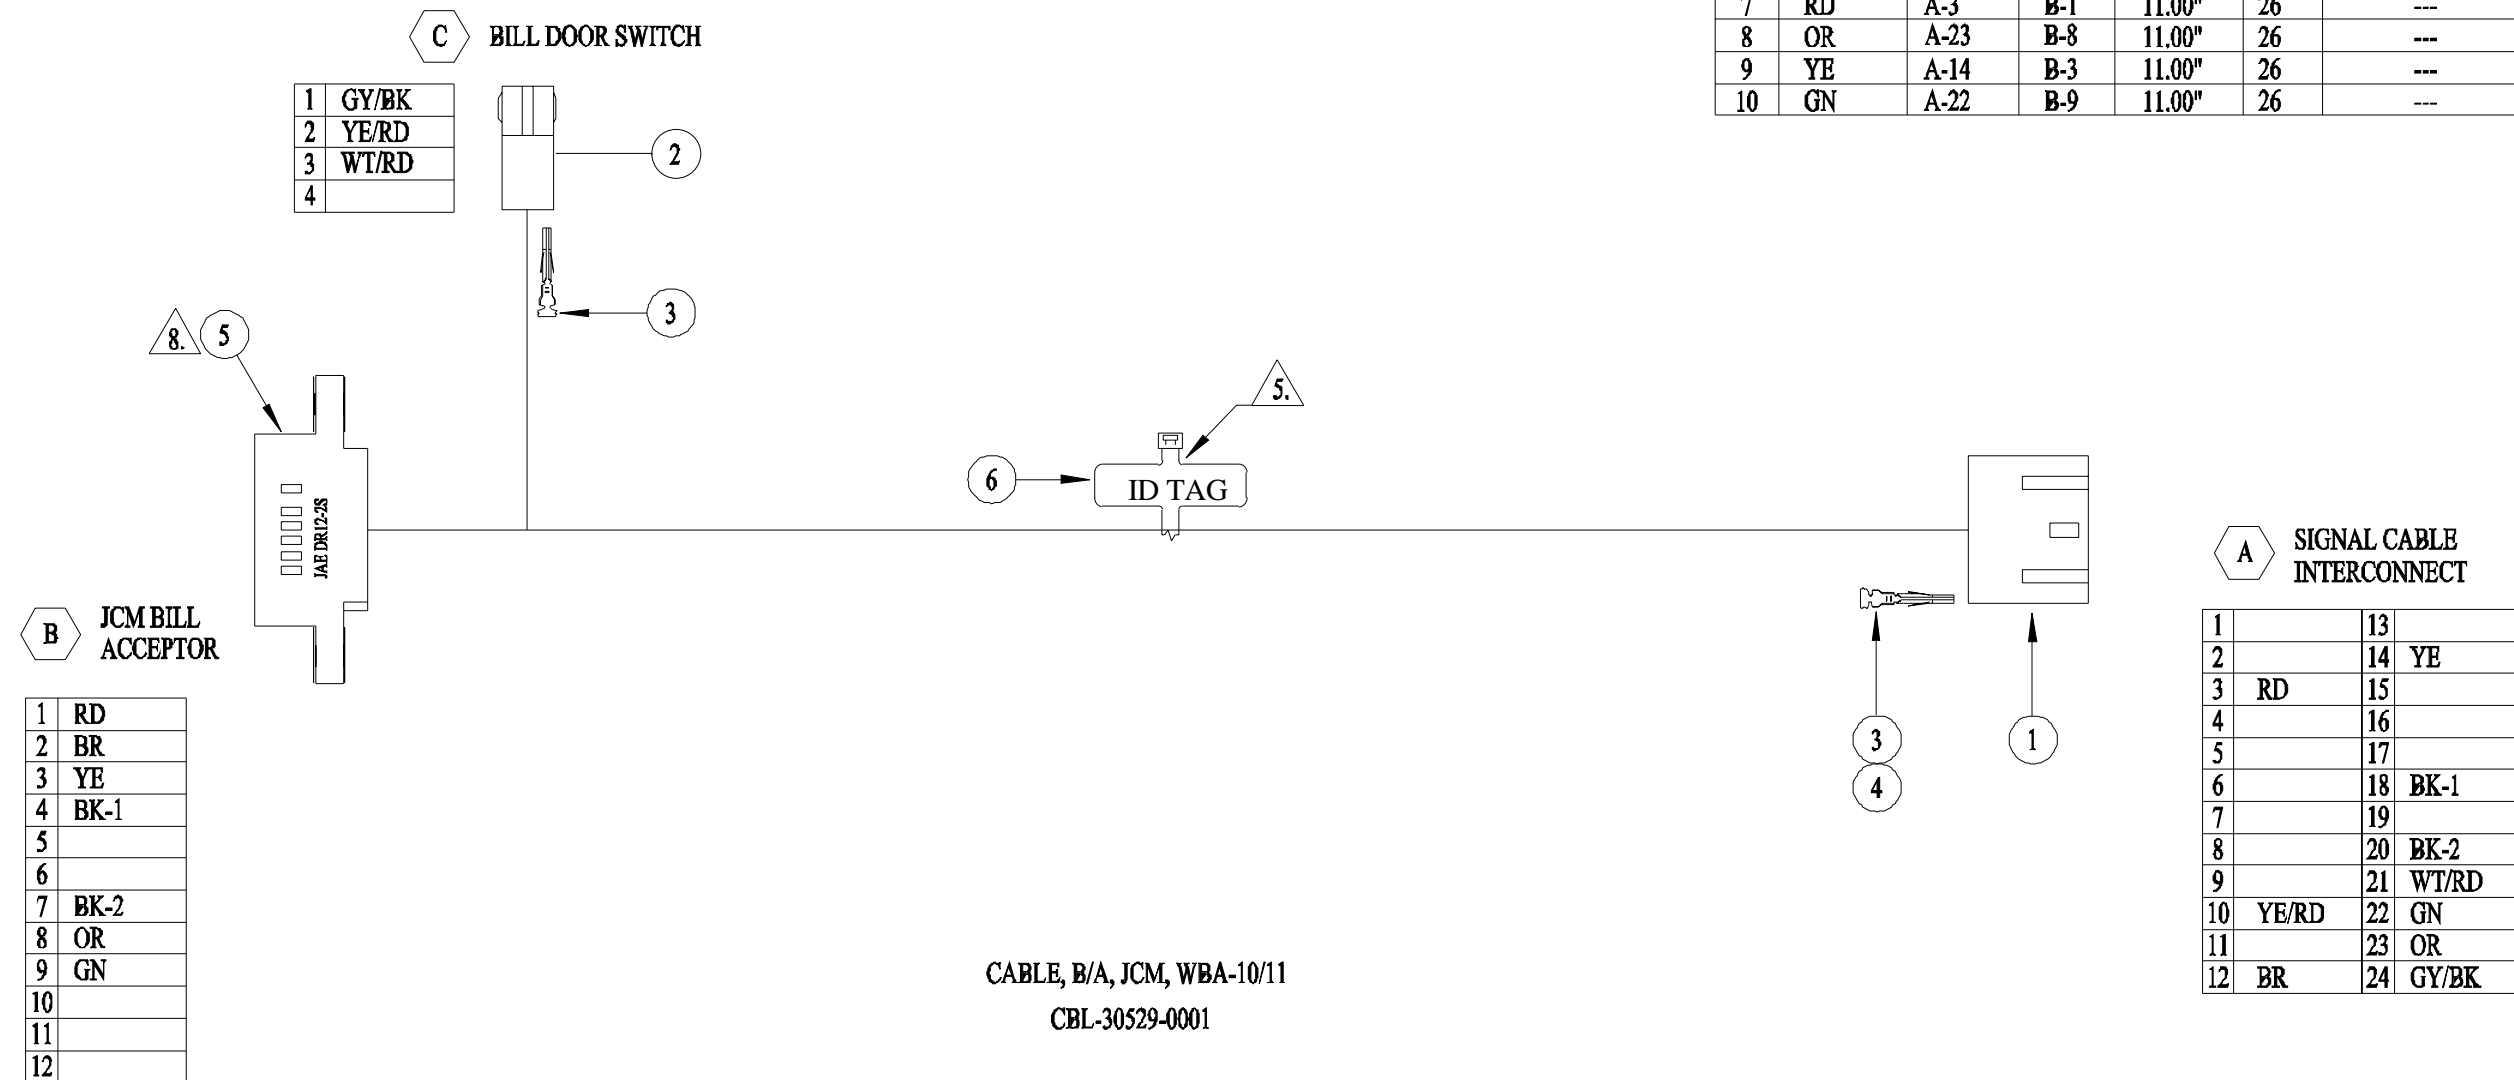 C BILL DOOR SWITCH
1 GY/BK
2 YE/RD
3 WT/RD
4
7 RD A-3 B-1 11.00" 26 ---
8 OR A-23 B-8 11.00" 26 ---
9 YE A-14 B-3 11.00" 26 ---
10 GN A-22 B-9 11.00" 26 ---
2
3
8. 5
JAE DR12-2S
5.
6
ID TAG
B JCM BILL
ACCEPTOR
1 RD
2 BR
3 YE
4 BK-1
5
6
7 BK-2
8 OR
9 GN
10
11
12
3
4
1
A SIGNAL CABLE
INTERCONNECT
1 13
2 14 YE
3 RD 15
4 16
5 17
6 18 BK-1
7 19
8 20 BK-2
9 21 WT/RD
10 YE/RD 22 GN
11 23 OR
12 BR 24 GY/BK
CABLE, B/A, JCM, WBA-10/11
CBL-30529-0001